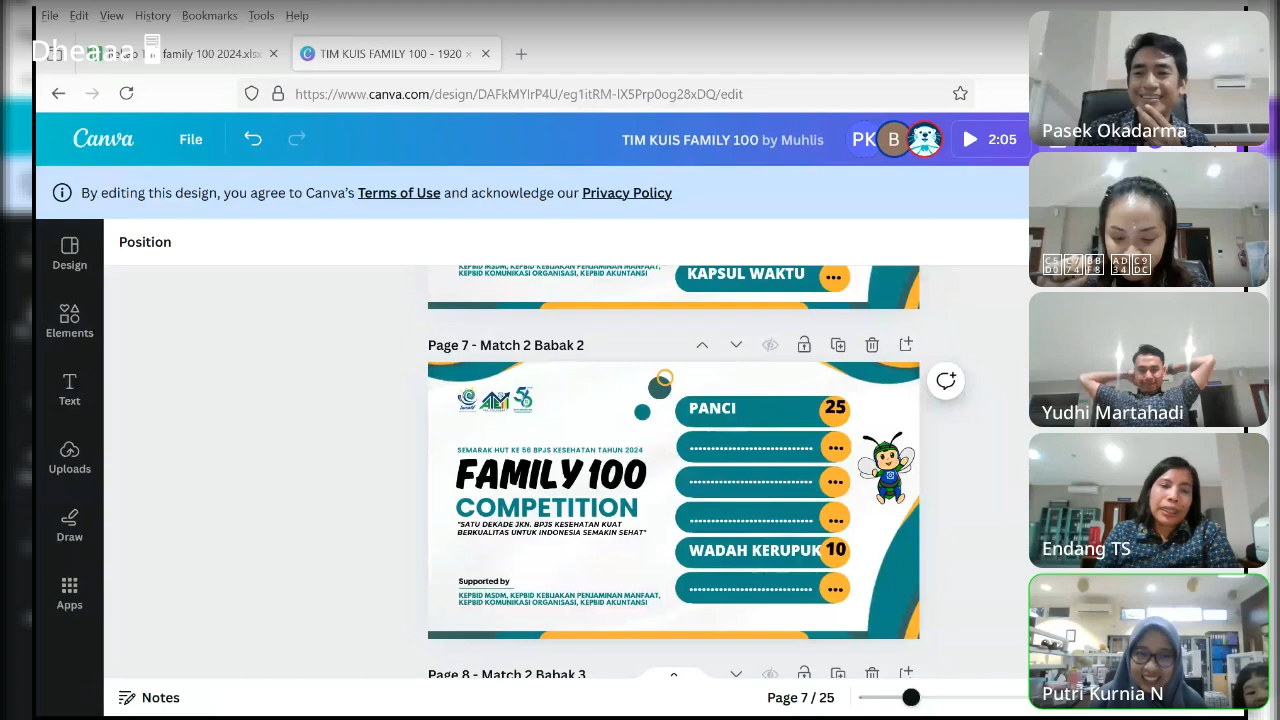 File Edit View History Bookmarks Tools Help
Dheaaa
family 100 2024.xls
TIM KUIS FAMILY 100 - 1920
https://www.canva.com/design/DAFkMYIrP4U/eg1itRM-IX5Prp0og28xDQ/edit
Canva File TIM KUIS FAMILY 100 by Muhlis PK B 2:05
By editing this design, you agree to Canva's Terms of Use and acknowledge our Privacy Policy
Design
Elements
Text
Uploads
Draw
Apps
Position
KEPBID MSDM, KEPBID KEBIJAKAN PENJAMINAN MANFAAT,
KEPBID KOMUNIKASI ORGANISASI, KEPBID AKUNTANSI
KAPSUL WAKTU ...
Page 7 - Match 2 Babak 2
SEMARAK HUT KE 56 BPJS KESEHATAN TAHUN 2024
FAMILY 100
COMPETITION
"SATU DEKADE JKN, BPJS KESEHATAN KUAT
BERKUALITAS UNTUK INDONESIA SEMAKIN SEHAT"
Supported by
KEPBID MSDM, KEPBID KEBIJAKAN PENJAMINAN MANFAAT,
KEPBID KOMUNIKASI ORGANISASI, KEPBID AKUNTANSI
PANCI 25
............................... ...
............................... ...
............................... ...
WADAH KERUPUK 10
............................... ...
Page 8 - Match 2 Babak 3
Notes
Page 7 / 25
Pasek Okadarma
Yudhi Martahadi
Endang TS
Putri Kurnia N